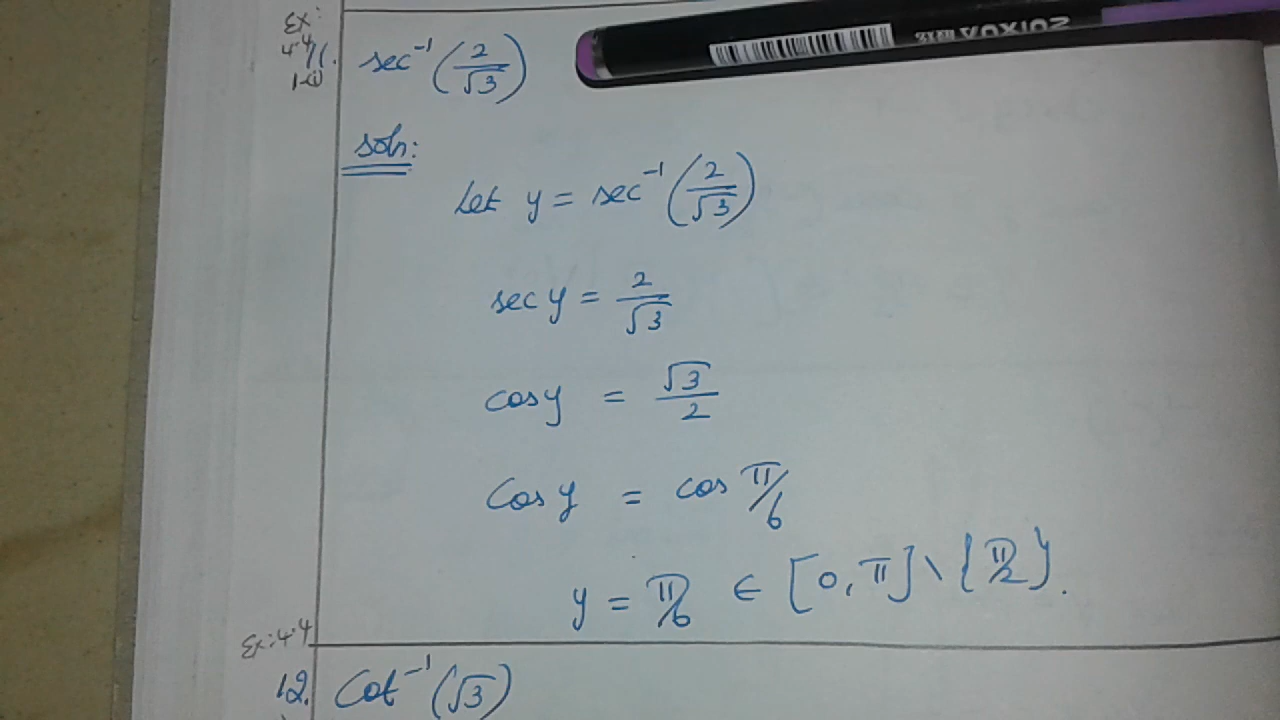 Ex:
4.4
11. sec⁻¹(2/√3)
1-(i)
Soln:
Let y = sec⁻¹(2/√3)
sec y = 2/√3
cos y = √3/2
Cos y = cos π/6
y = π/6 ∈ [0, π] \ {π/2}.
Ex: 4.4
12. Cot⁻¹(√3)